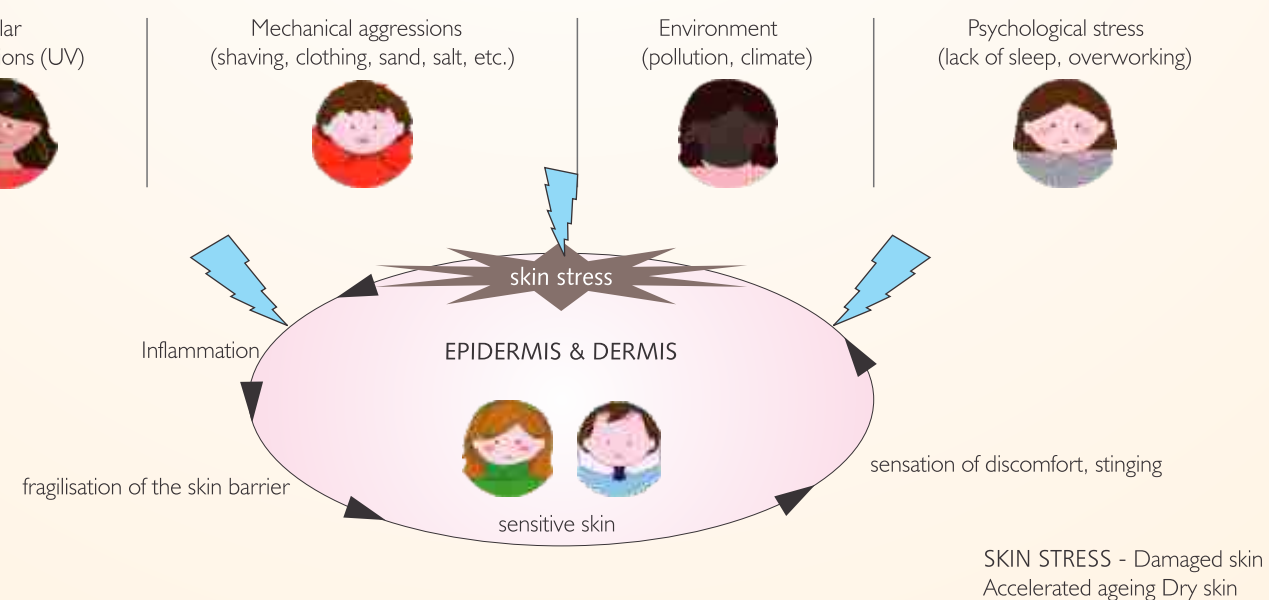 lar
ons (UV)
Mechanical aggressions
(shaving, clothing, sand, salt, etc.)
Environment
(pollution, climate)
Psychological stress
(lack of sleep, overworking)
skin stress
Inflammation
EPIDERMIS & DERMIS
fragilisation of the skin barrier
sensation of discomfort, stinging
sensitive skin
SKIN STRESS - Damaged skin
Accelerated ageing Dry skin